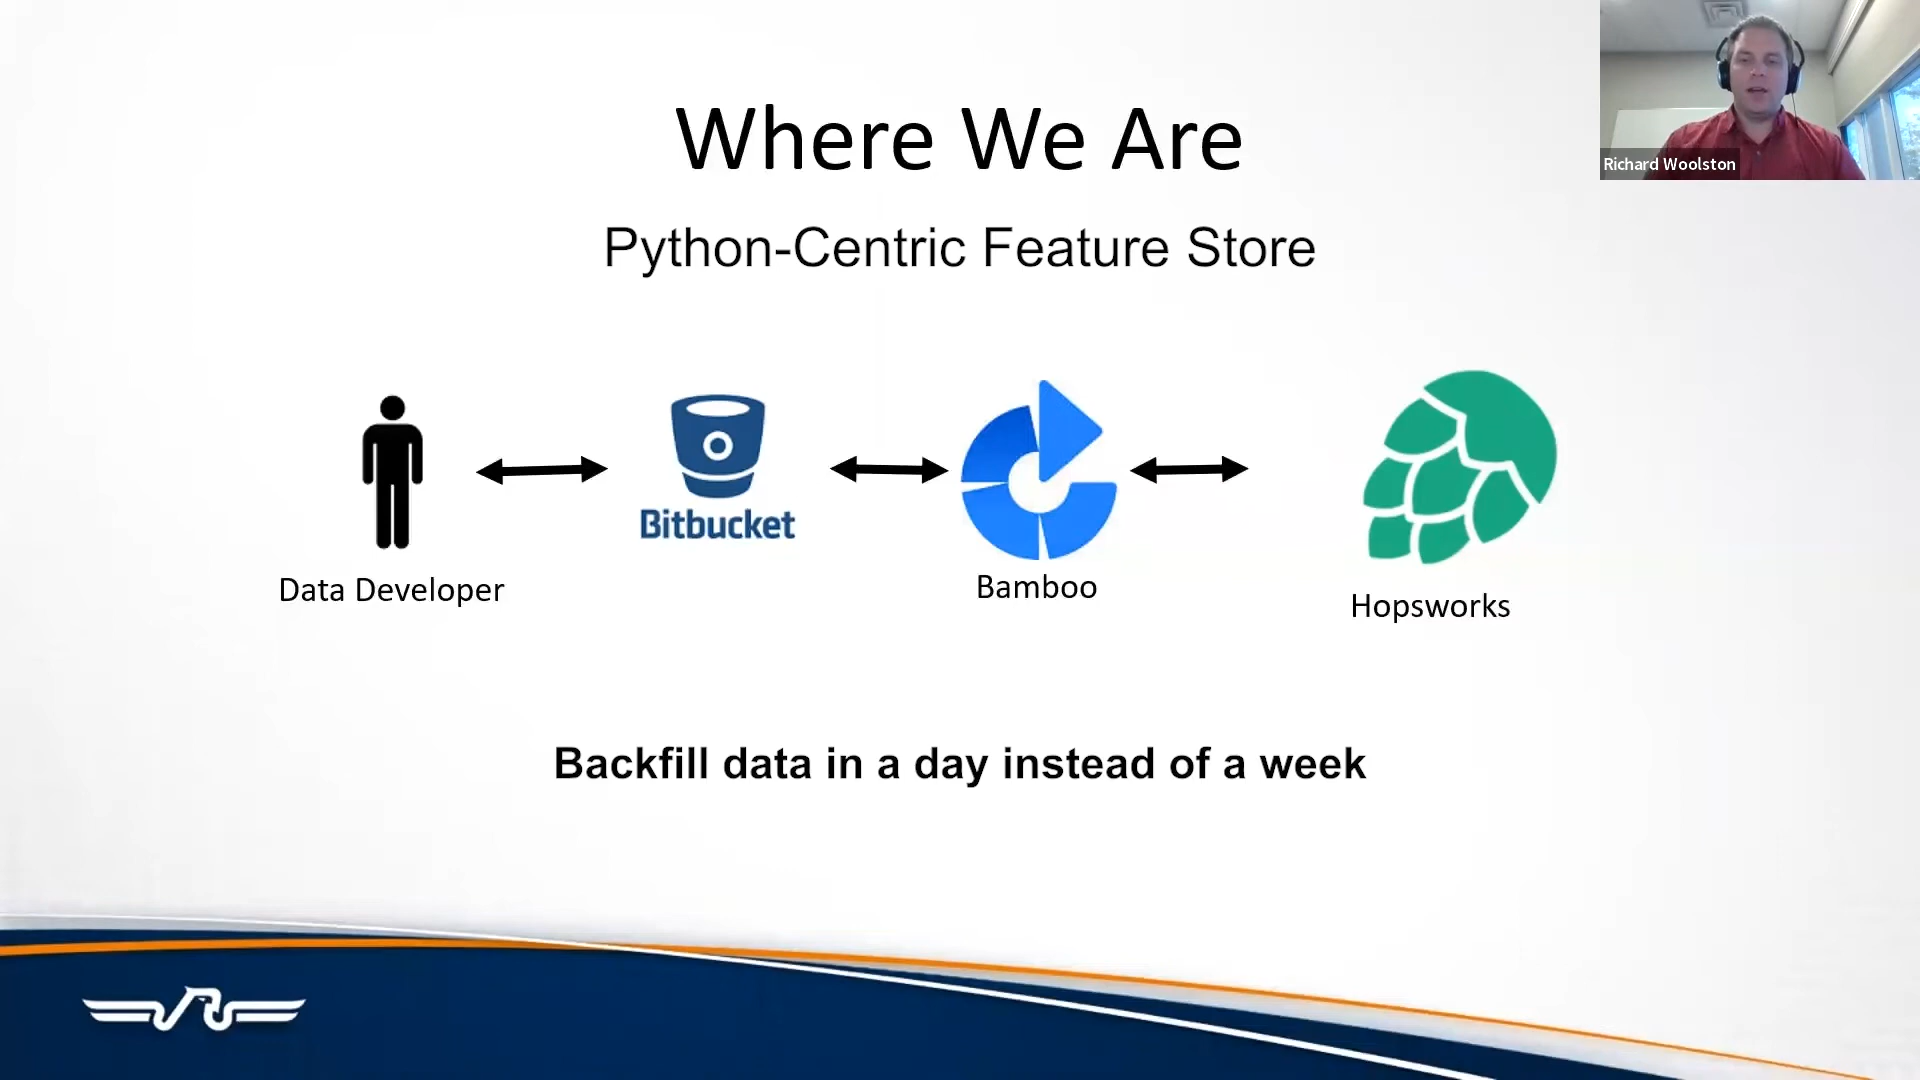 Where We Are
Richard Woolston
Python-Centric Feature Store
Bitbucket
Data Developer
Bamboo
Hopsworks
Backfill data in a day instead of a week